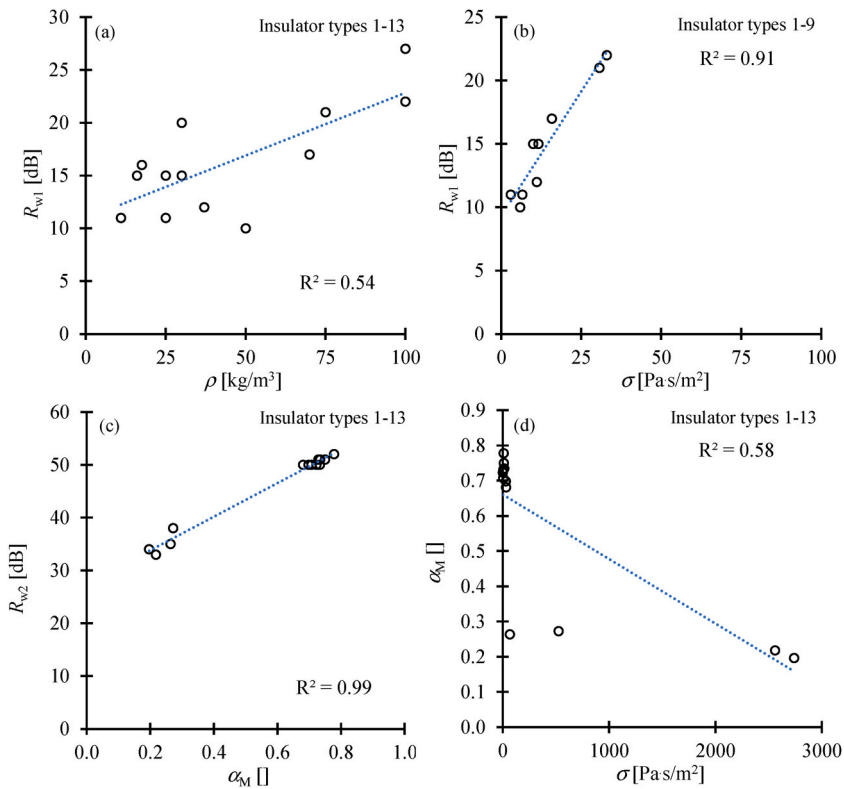 (a)
Insulator types 1-13
30
25
20
15
10
5
0
R² = 0.54
0 25 50 75 100
R_w1 [dB]
ρ [kg/m³]
(b)
Insulator types 1-9
R² = 0.91
25
20
15
10
5
0
0 25 50 75 100
R_w1 [dB]
σ [Pa·s/m²]
(c)
Insulator types 1-13
60
50
40
30
20
10
0
R² = 0.99
0.0 0.2 0.4 0.6 0.8 1.0
R_w2 [dB]
α_M []
(d)
Insulator types 1-13
R² = 0.58
0.9
0.8
0.7
0.6
0.5
0.4
0.3
0.2
0.1
0.0
0 1000 2000 3000
α_M []
σ [Pa·s/m²]